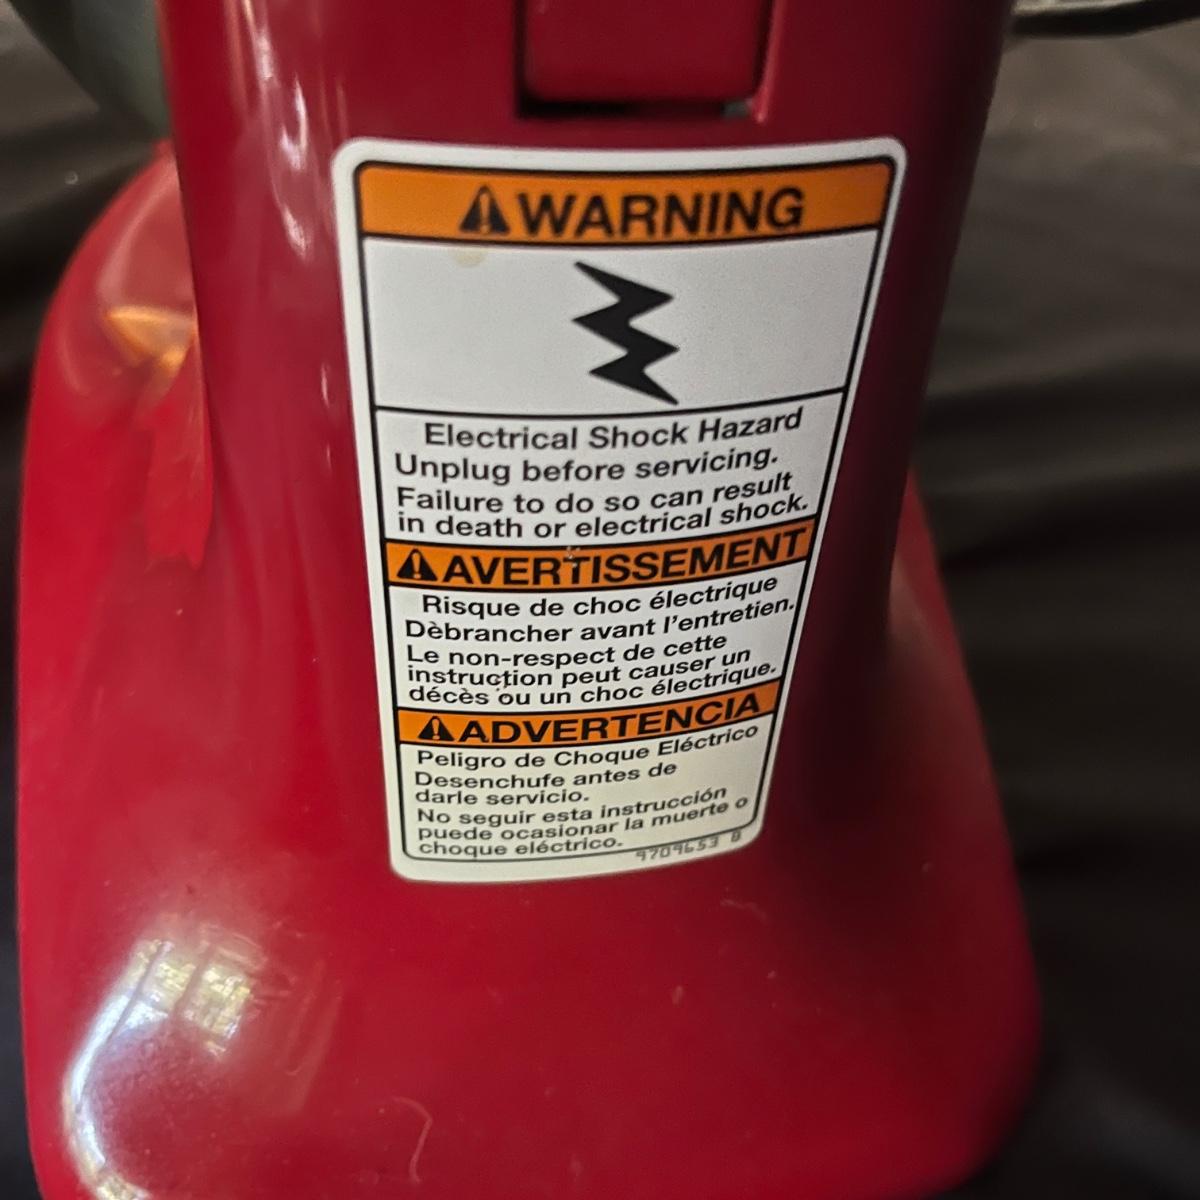 WARNING
Electrical Shock Hazard
Unplug before servicing.
Failure to do so can result
in death or electrical shock.
AVERTISSEMENT
Risque de choc électrique
Dèbrancher avant l'entretien.
Le non-respect de cette
instruction peut causer un
décès ou un choc électrique.
ADVERTENCIA
Peligro de Choque Eléctrico
Desenchufe antes de
darle servicio.
No seguir esta instrucción
puede ocasionar la muerte o
choque eléctrico.
9709653 B